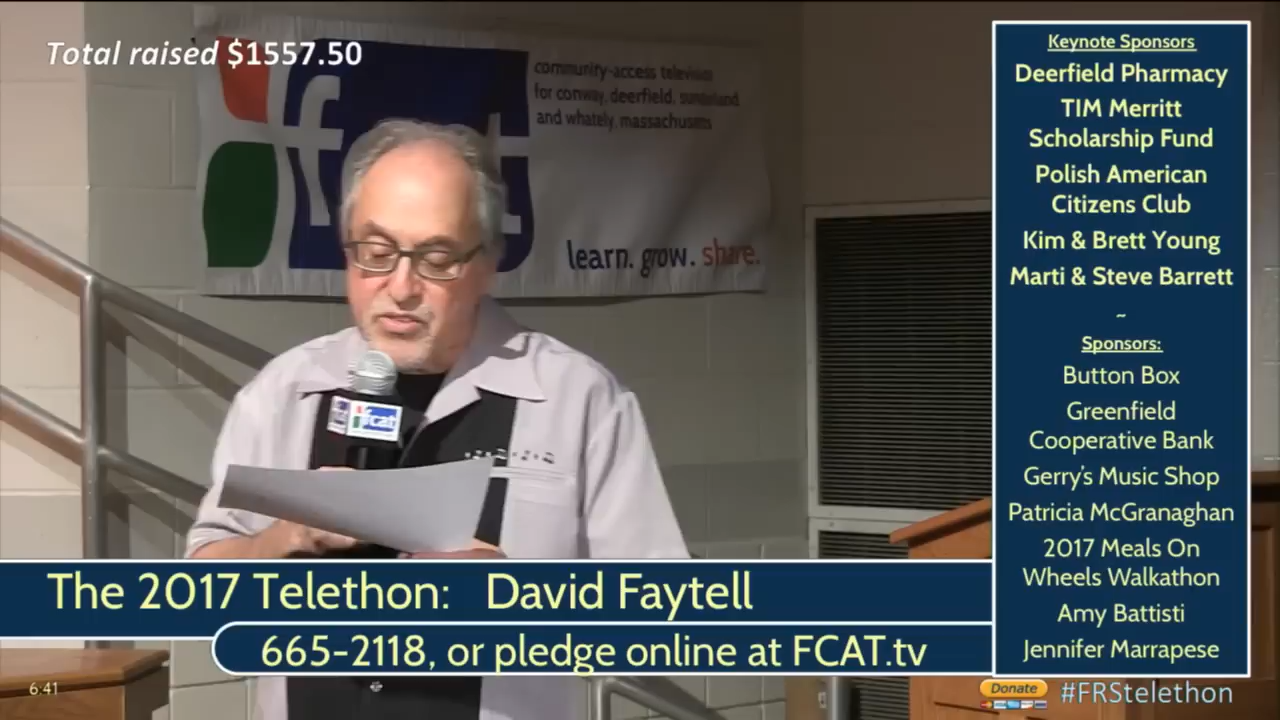 Total raised $1557.50
fcat
community-access television
for conway, deerfield, sunderland
and whately, massachusetts
learn. grow. share.
fcat
The 2017 Telethon: David Faytell
665-2118, or pledge online at FCAT.tv
6:41
Keynote Sponsors
Deerfield Pharmacy
TIM Merritt
Scholarship Fund
Polish American
Citizens Club
Kim & Brett Young
Marti & Steve Barrett
~
Sponsors:
Button Box
Greenfield
Cooperative Bank
Gerry's Music Shop
Patricia McGranaghan
2017 Meals On
Wheels Walkathon
Amy Battisti
Jennifer Marrapese
Donate
#FRStelethon